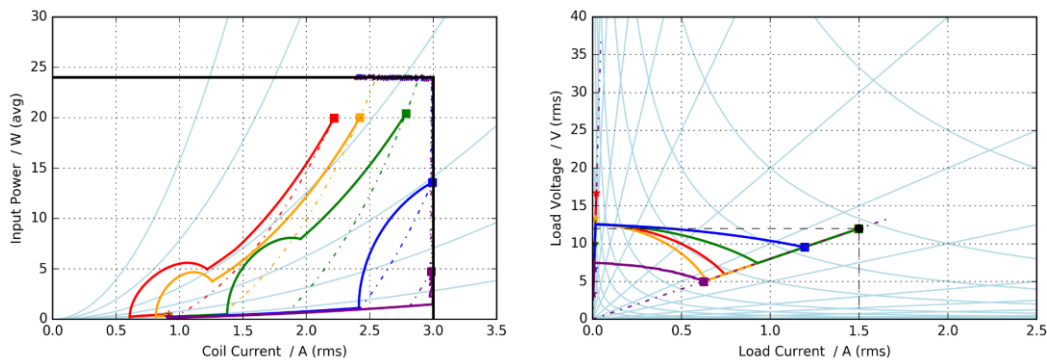 30
25
20
15
10
5
0
Input Power / W (avg)
0.0 0.5 1.0 1.5 2.0 2.5 3.0 3.5
Coil Current / A (rms)
40
35
30
25
20
15
10
5
0
Load Voltage / V (rms)
0.0 0.5 1.0 1.5 2.0 2.5
Load Current / A (rms)